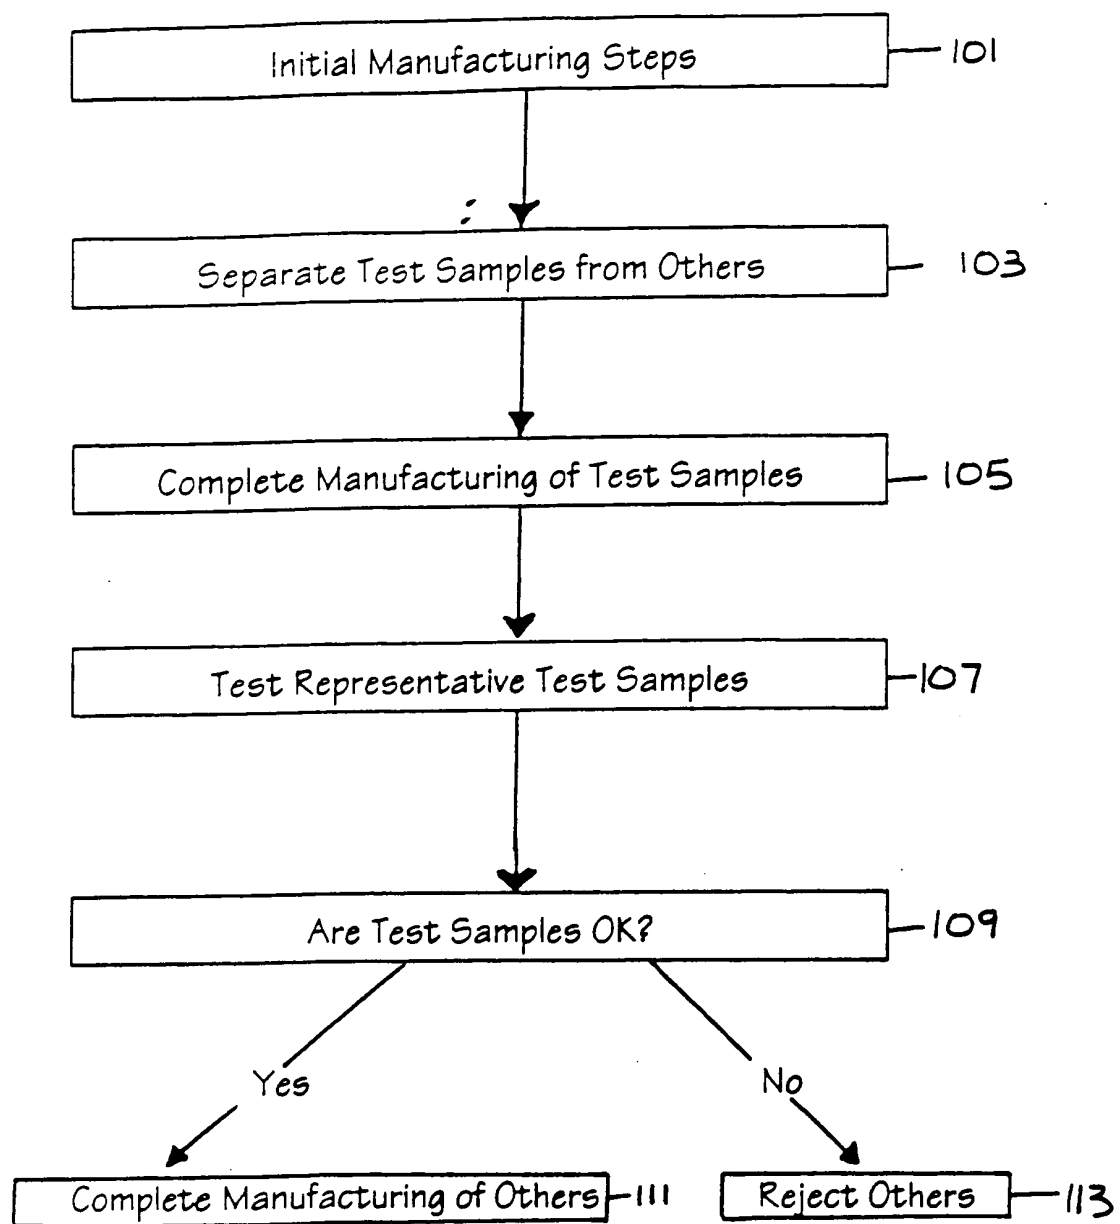 Initial Manufacturing Steps 101
Separate Test Samples from Others 103
Complete Manufacturing of Test Samples 105
Test Representative Test Samples 107
Are Test Samples OK? 109
Yes No
Complete Manufacturing of Others 111 Reject Others 113